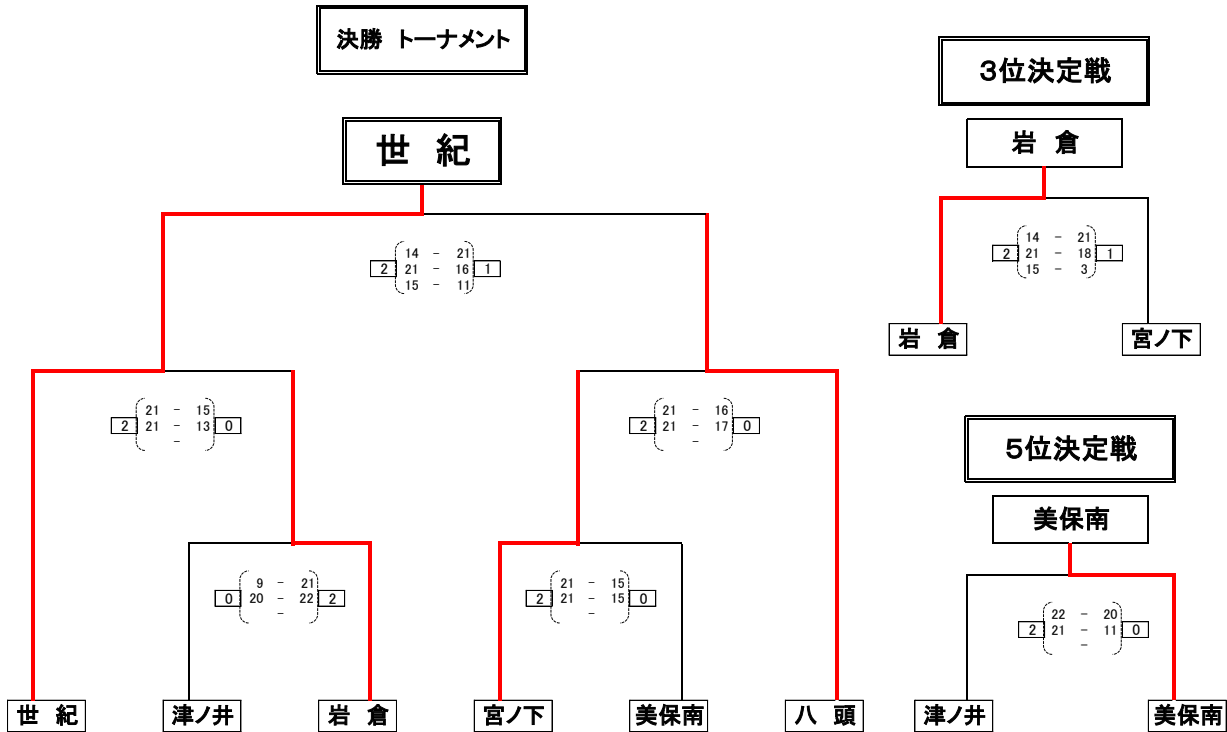 決勝 トーナメント
世 紀
14 - 21
2 21 - 16 1
15 - 11
21 - 15
2 21 - 13 0
-
21 - 16
2 21 - 17 0
-
9 - 21
0 20 - 22 2
-
21 - 15
2 21 - 15 0
-
世 紀
津ノ井
岩 倉
宮ノ下
美保南
八 頭
3位決定戦
岩 倉
14 - 21
2 21 - 18 1
15 - 3
岩 倉
宮ノ下
5位決定戦
美保南
22 - 20
2 21 - 11 0
-
津ノ井
美保南